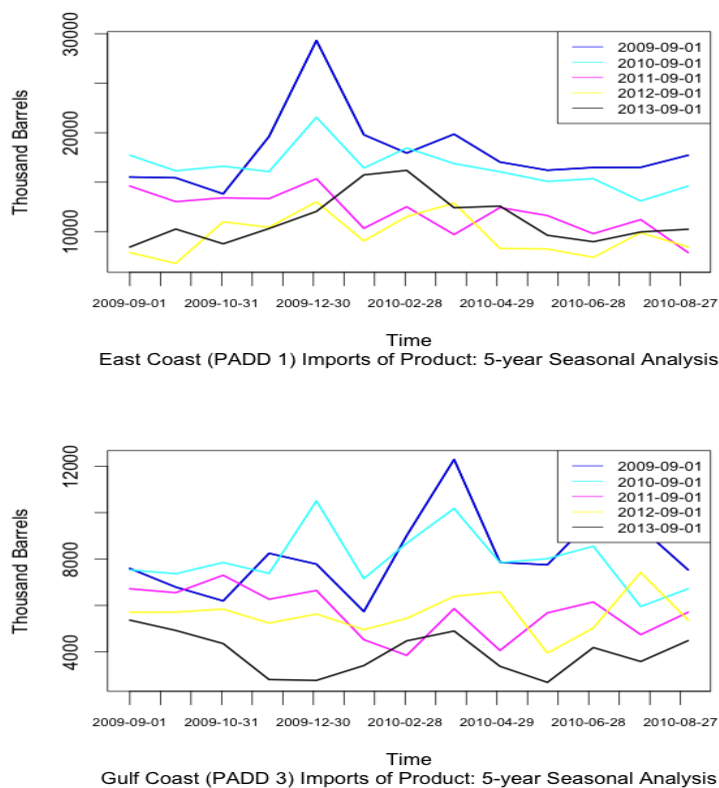 Thousand Barrels
30000
20000
10000
2009-09-01
2010-09-01
2011-09-01
2012-09-01
2013-09-01
2009-09-01 2009-10-31 2009-12-30 2010-02-28 2010-04-29 2010-06-28 2010-08-27
Time
East Coast (PADD 1) Imports of Product: 5-year Seasonal Analysis
Thousand Barrels
12000
8000
4000
2009-09-01
2010-09-01
2011-09-01
2012-09-01
2013-09-01
2009-09-01 2009-10-31 2009-12-30 2010-02-28 2010-04-29 2010-06-28 2010-08-27
Time
Gulf Coast (PADD 3) Imports of Product: 5-year Seasonal Analysis